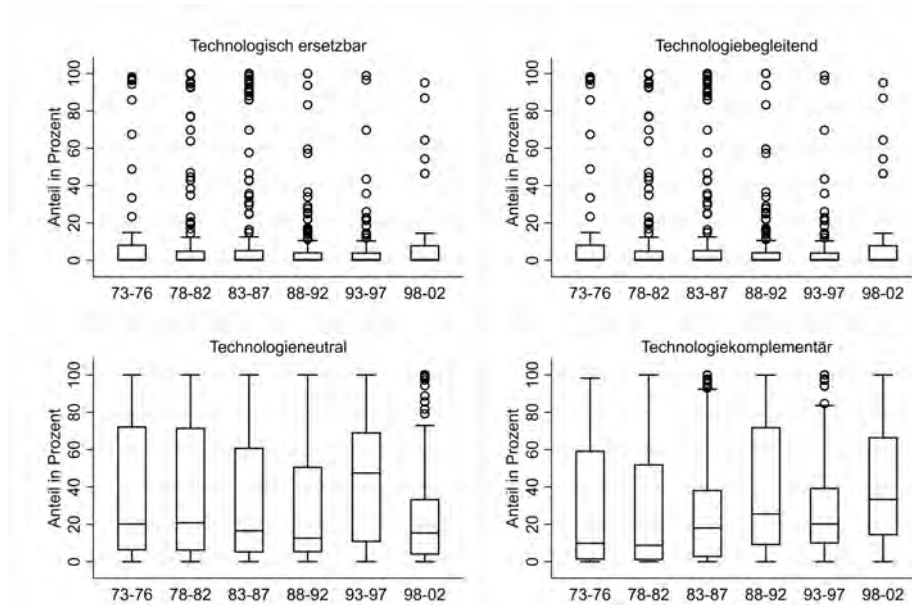 Technologisch ersetzbar
Technologiebegleitend
Anteil in Prozent
100
80
60
40
20
0
73-76 78-82 83-87 88-92 93-97 98-02
Anteil in Prozent
100
80
60
40
20
0
73-76 78-82 83-87 88-92 93-97 98-02
Technologieneutral
Technologiekomplementär
Anteil in Prozent
100
80
60
40
20
0
73-76 78-82 83-87 88-92 93-97 98-02
Anteil in Prozent
100
80
60
40
20
0
73-76 78-82 83-87 88-92 93-97 98-02